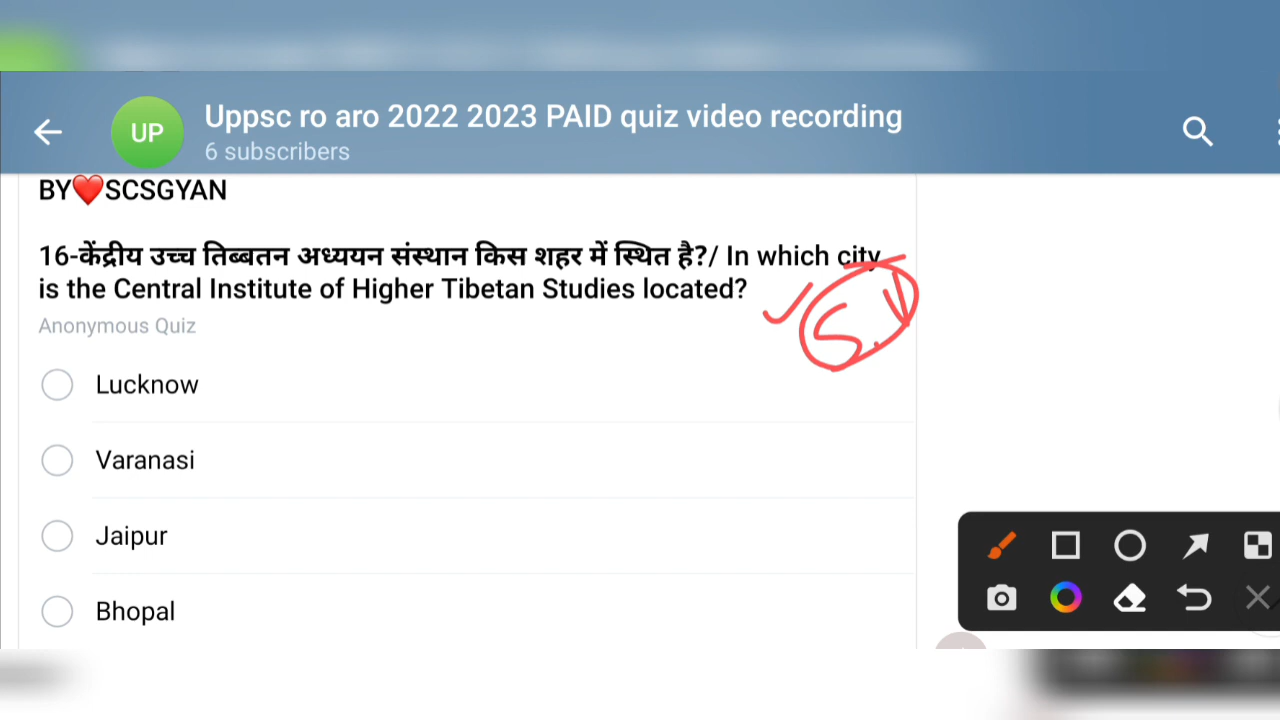 UP
Uppsc ro aro 2022 2023 PAID quiz video recording
6 subscribers
BY❤️SCSGYAN
16-केंद्रीय उच्च तिब्बतन अध्ययन संस्थान किस शहर में स्थित है?/ In which city
is the Central Institute of Higher Tibetan Studies located?
Anonymous Quiz
Lucknow
Varanasi
Jaipur
Bhopal